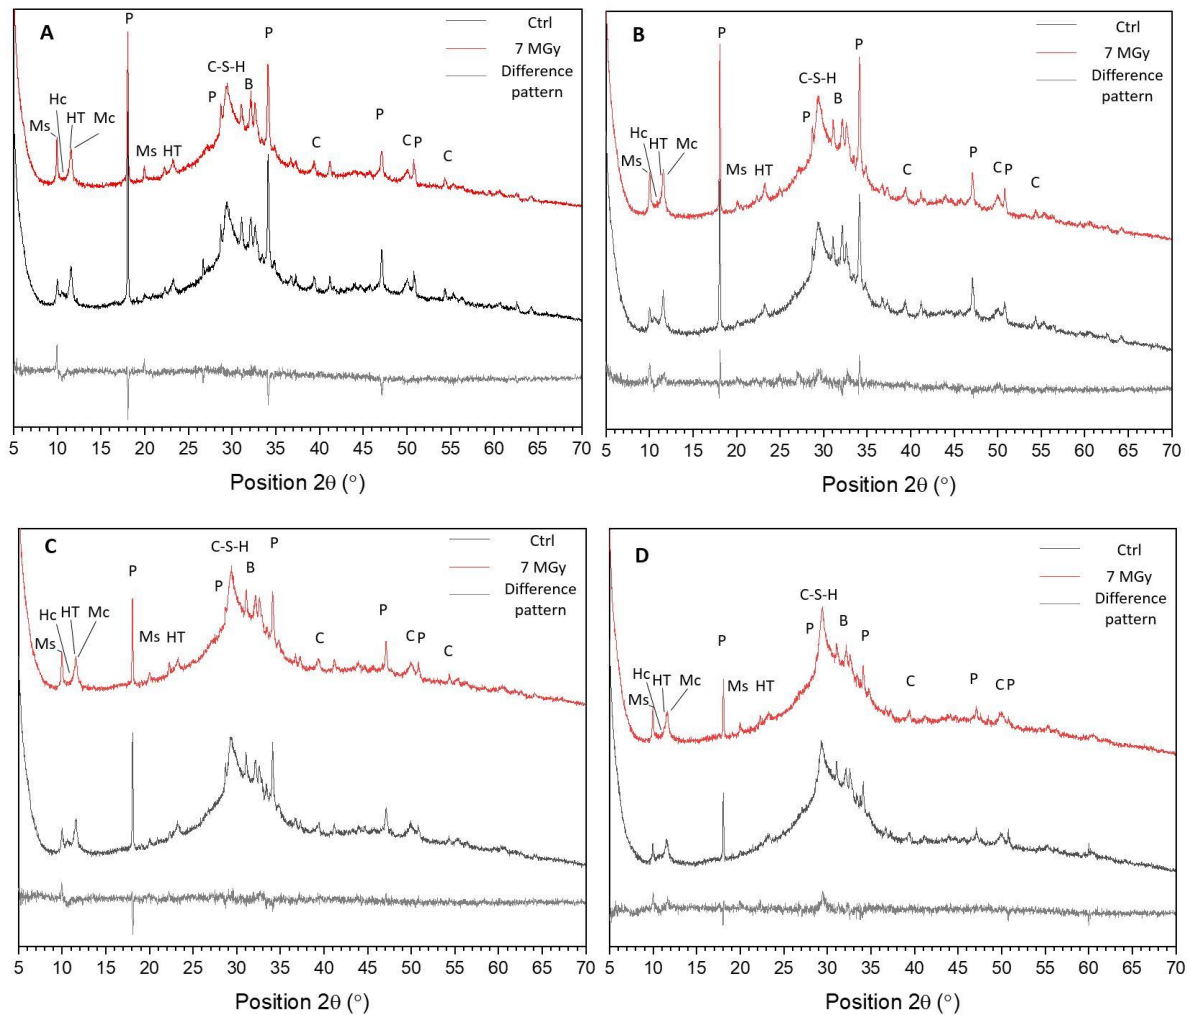 A
P
P
Ctrl
7 MGy
Difference
pattern
C-S-H
B
P
P
Hc
HT
Mc
Ms
Ms
HT
C
C
P
C
5 10 15 20 25 30 35 40 45 50 55 60 65 70
Position 2θ (°)
B
P
P
Ctrl
7 MGy
Difference
pattern
C-S-H
B
P
Hc
HT
Mc
Ms
Ms
HT
C
P
C
P
C
5 10 15 20 25 30 35 40 45 50 55 60 65 70
Position 2θ (°)
C
C-S-H
P
Ctrl
7 MGy
Difference
pattern
P
P
B
Hc
HT
Mc
Ms
Ms
HT
P
C
C
P
C
5 10 15 20 25 30 35 40 45 50 55 60 65 70
Position 2θ (°)
D
Ctrl
7 MGy
Difference
pattern
C-S-H
P
P
B
P
Hc
HT
Mc
Ms
Ms
HT
C
P
C
P
5 10 15 20 25 30 35 40 45 50 55 60 65 70
Position 2θ (°)